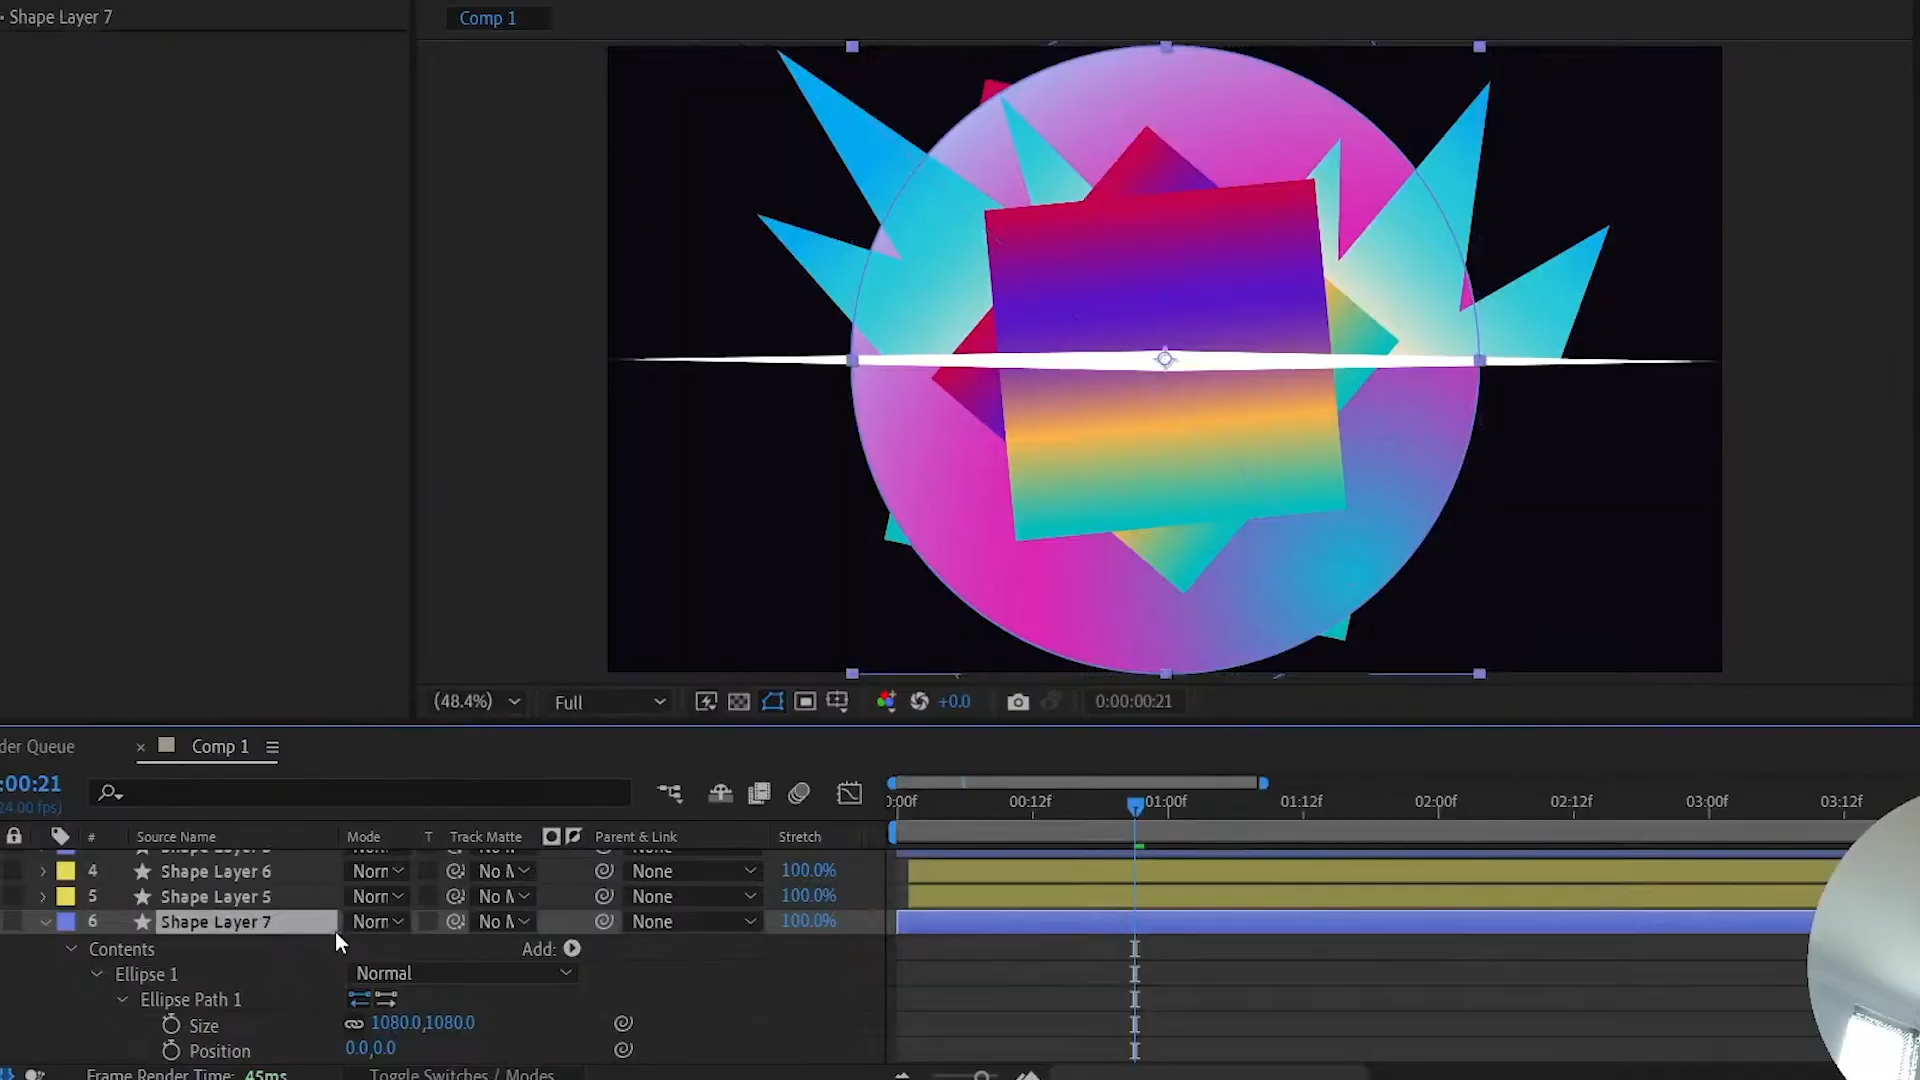 • Shape Layer 7
Comp 1
(48.4%)
Full
+0.0
0:00:00:21
der Queue
× Comp 1
:00:21
24.00 fps)
:00f 00:12f 01:00f 01:12f 02:00f 02:12f 03:00f 03:12f
# Source Name Mode T Track Matte Parent & Link Stretch
4 Shape Layer 6 Norn No M None 100.0%
5 Shape Layer 5 Norn No M None 100.0%
6 Shape Layer 7 Norn No M None 100.0%
Contents Add:
Ellipse 1 Normal
Ellipse Path 1
Size 1080.0,1080.0
Position 0.0,0.0
Frame Render Time: 45ms Toggle Switches / Modes